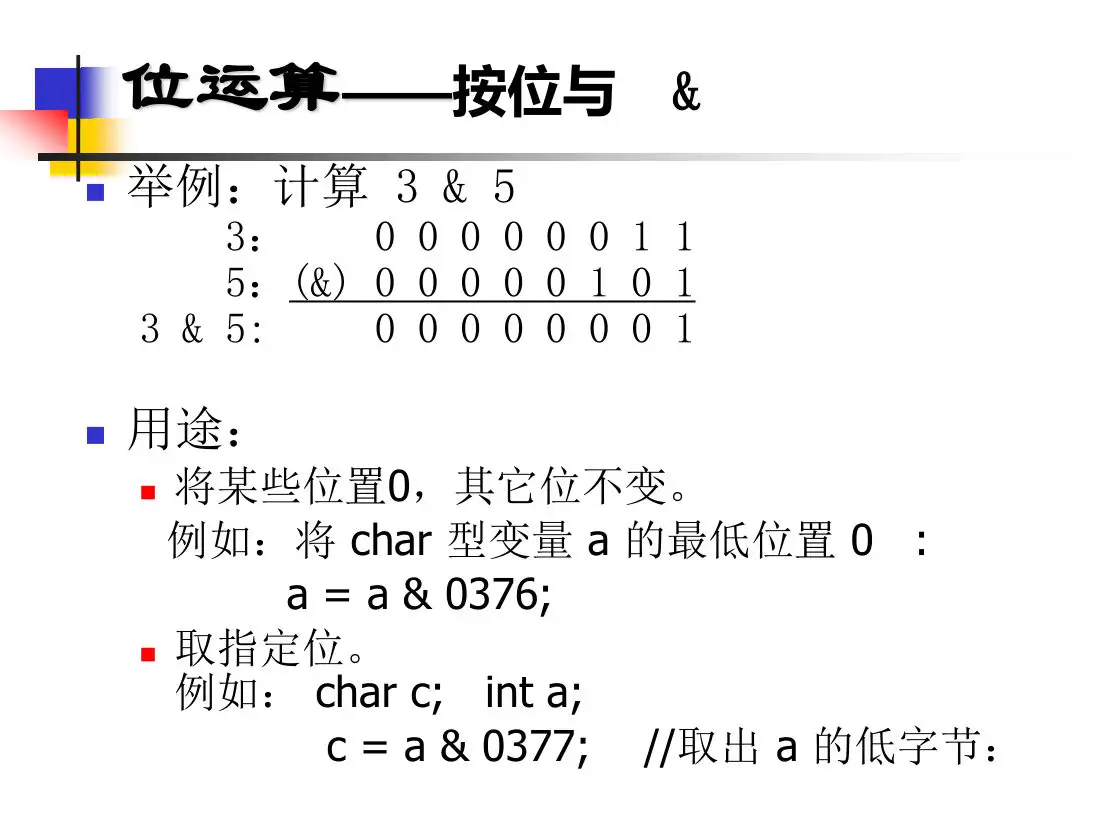 位运算——按位与 &
举例：计算 3 & 5
3： 0 0 0 0 0 0 1 1
5：(&) 0 0 0 0 0 1 0 1
3 & 5: 0 0 0 0 0 0 0 1
用途：
将某些位置0，其它位不变。
例如：将 char 型变量 a 的最低位置 0 :
a = a & 0376;
取指定位。
例如： char c; int a;
c = a & 0377; //取出 a 的低字节：